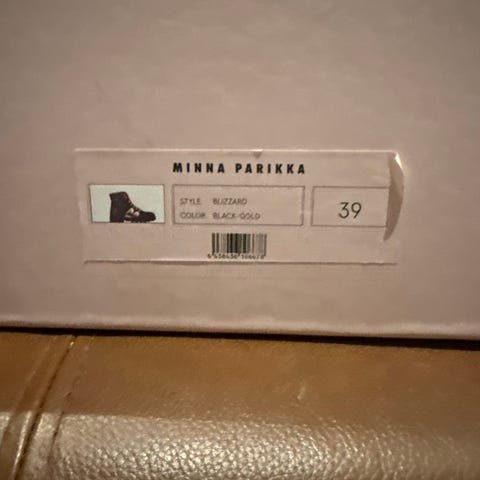 MINNA PARIKKA
STYLE BLIZZARD
COLOR BLACK-GOLD
39